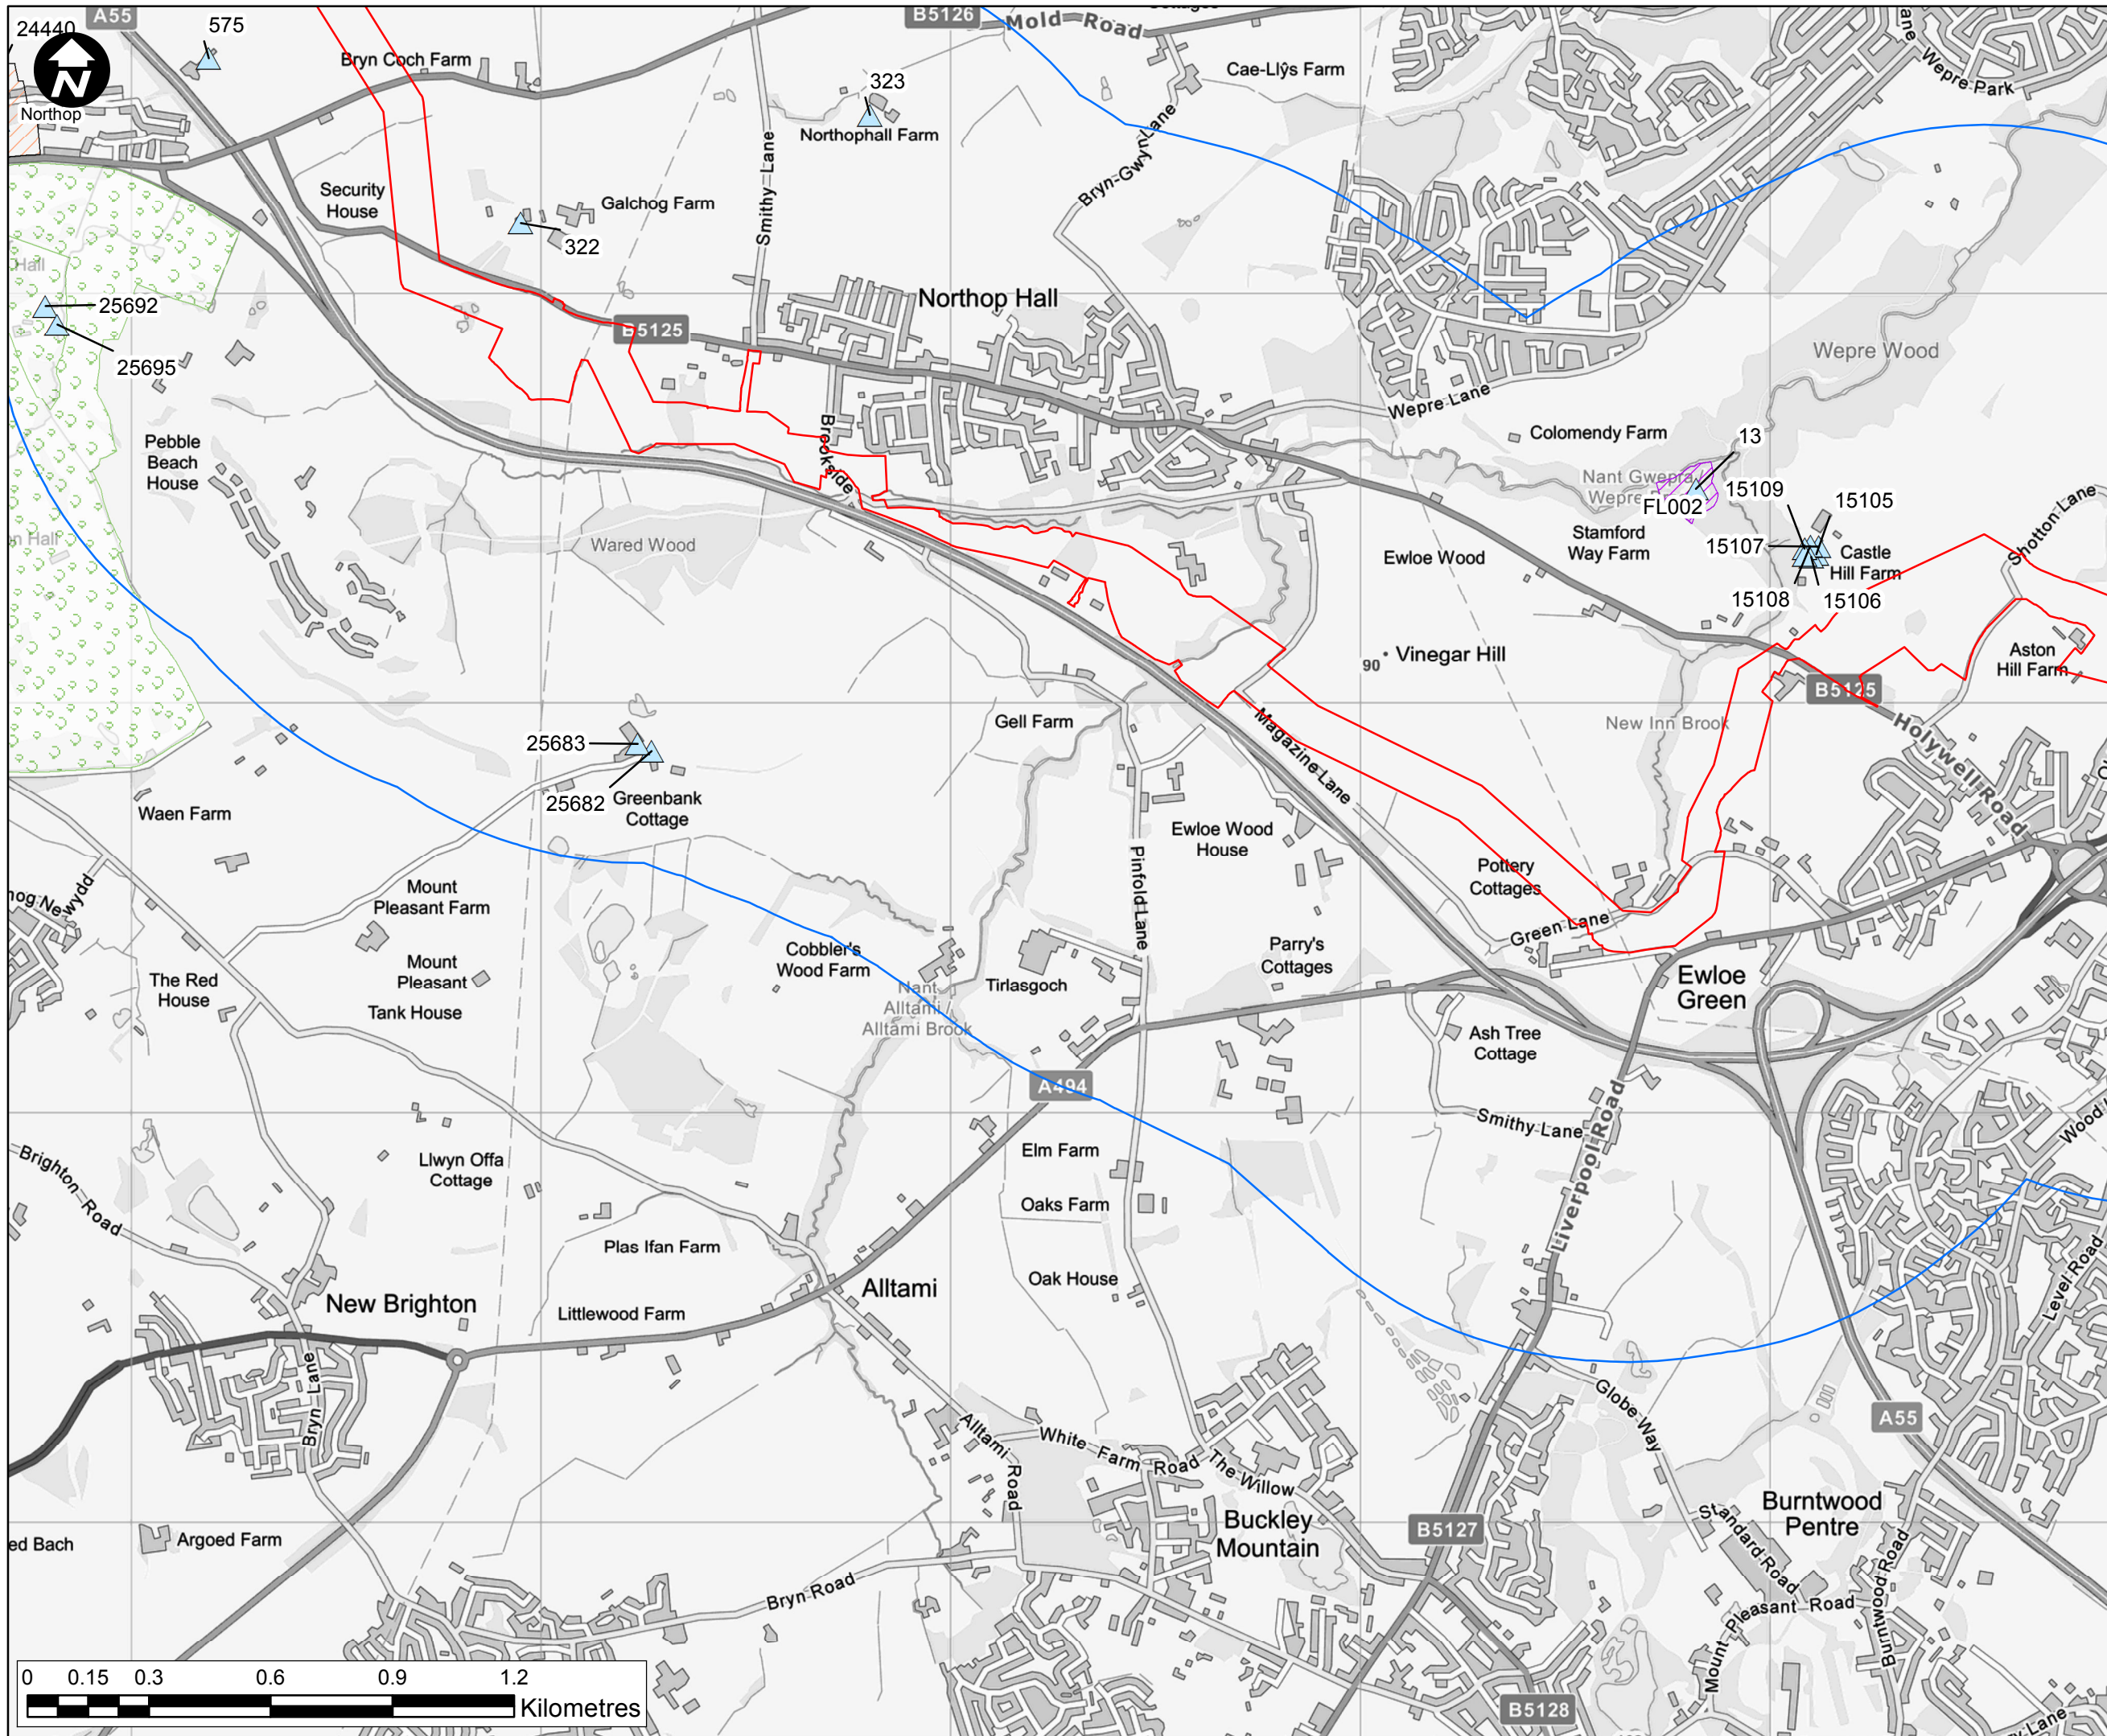 A55
575
24440
N
Northop
Bryn Coch Farm
B5126
Mold Road
Cae-Llŷs Farm
Wepre Park
323
Northophall Farm
Smithy Lane
Bryn-Gwyn Lane
Security
House
Galchog Farm
322
25692
25695
B5125
Northop Hall
Wepre Wood
Wepre Lane
Colomendy Farm
13
Pebble
Beach
House
Brookside
Nant Gwepra
FL002
15109
15105
15107
Castle
Hill Farm
15108
15106
Stamford
Way Farm
Shotton Lane
Wared Wood
Ewloe Wood
90
Vinegar Hill
Aston
Hill Farm
B5125
Holywell Road
New Inn Brook
Gell Farm
Magazine Lane
25683
25682
Greenbank
Cottage
Waen Farm
Ewloe Wood
House
Pinfold Lane
Pottery
Cottages
Green Lane
Mount
Pleasant Farm
Mount
Pleasant
The Red
House
Tank House
Cobbler's
Wood Farm
Nant
Alltami
Alltami Brook
Tirlasgoch
Parry's
Cottages
Ewloe
Green
Ash Tree
Cottage
A494
Smithy Lane
Liverpool Road
Elm Farm
Oaks Farm
Oak House
Brighton Road
Llwyn Offa
Cottage
Plas Ifan Farm
New Brighton
Littlewood Farm
Alltami
Level Road
Bryn Lane
Globe Way
A55
Alltami Road
White Farm Road
The Willow
Buckley
Mountain
B5127
Burntwood
Pentre
Standard Road
Argoed Farm
ed Bach
Bryn Road
Mount Pleasant Road
Burntwood Road
B5128
0 0.15 0.3 0.6 0.9 1.2
Kilometres